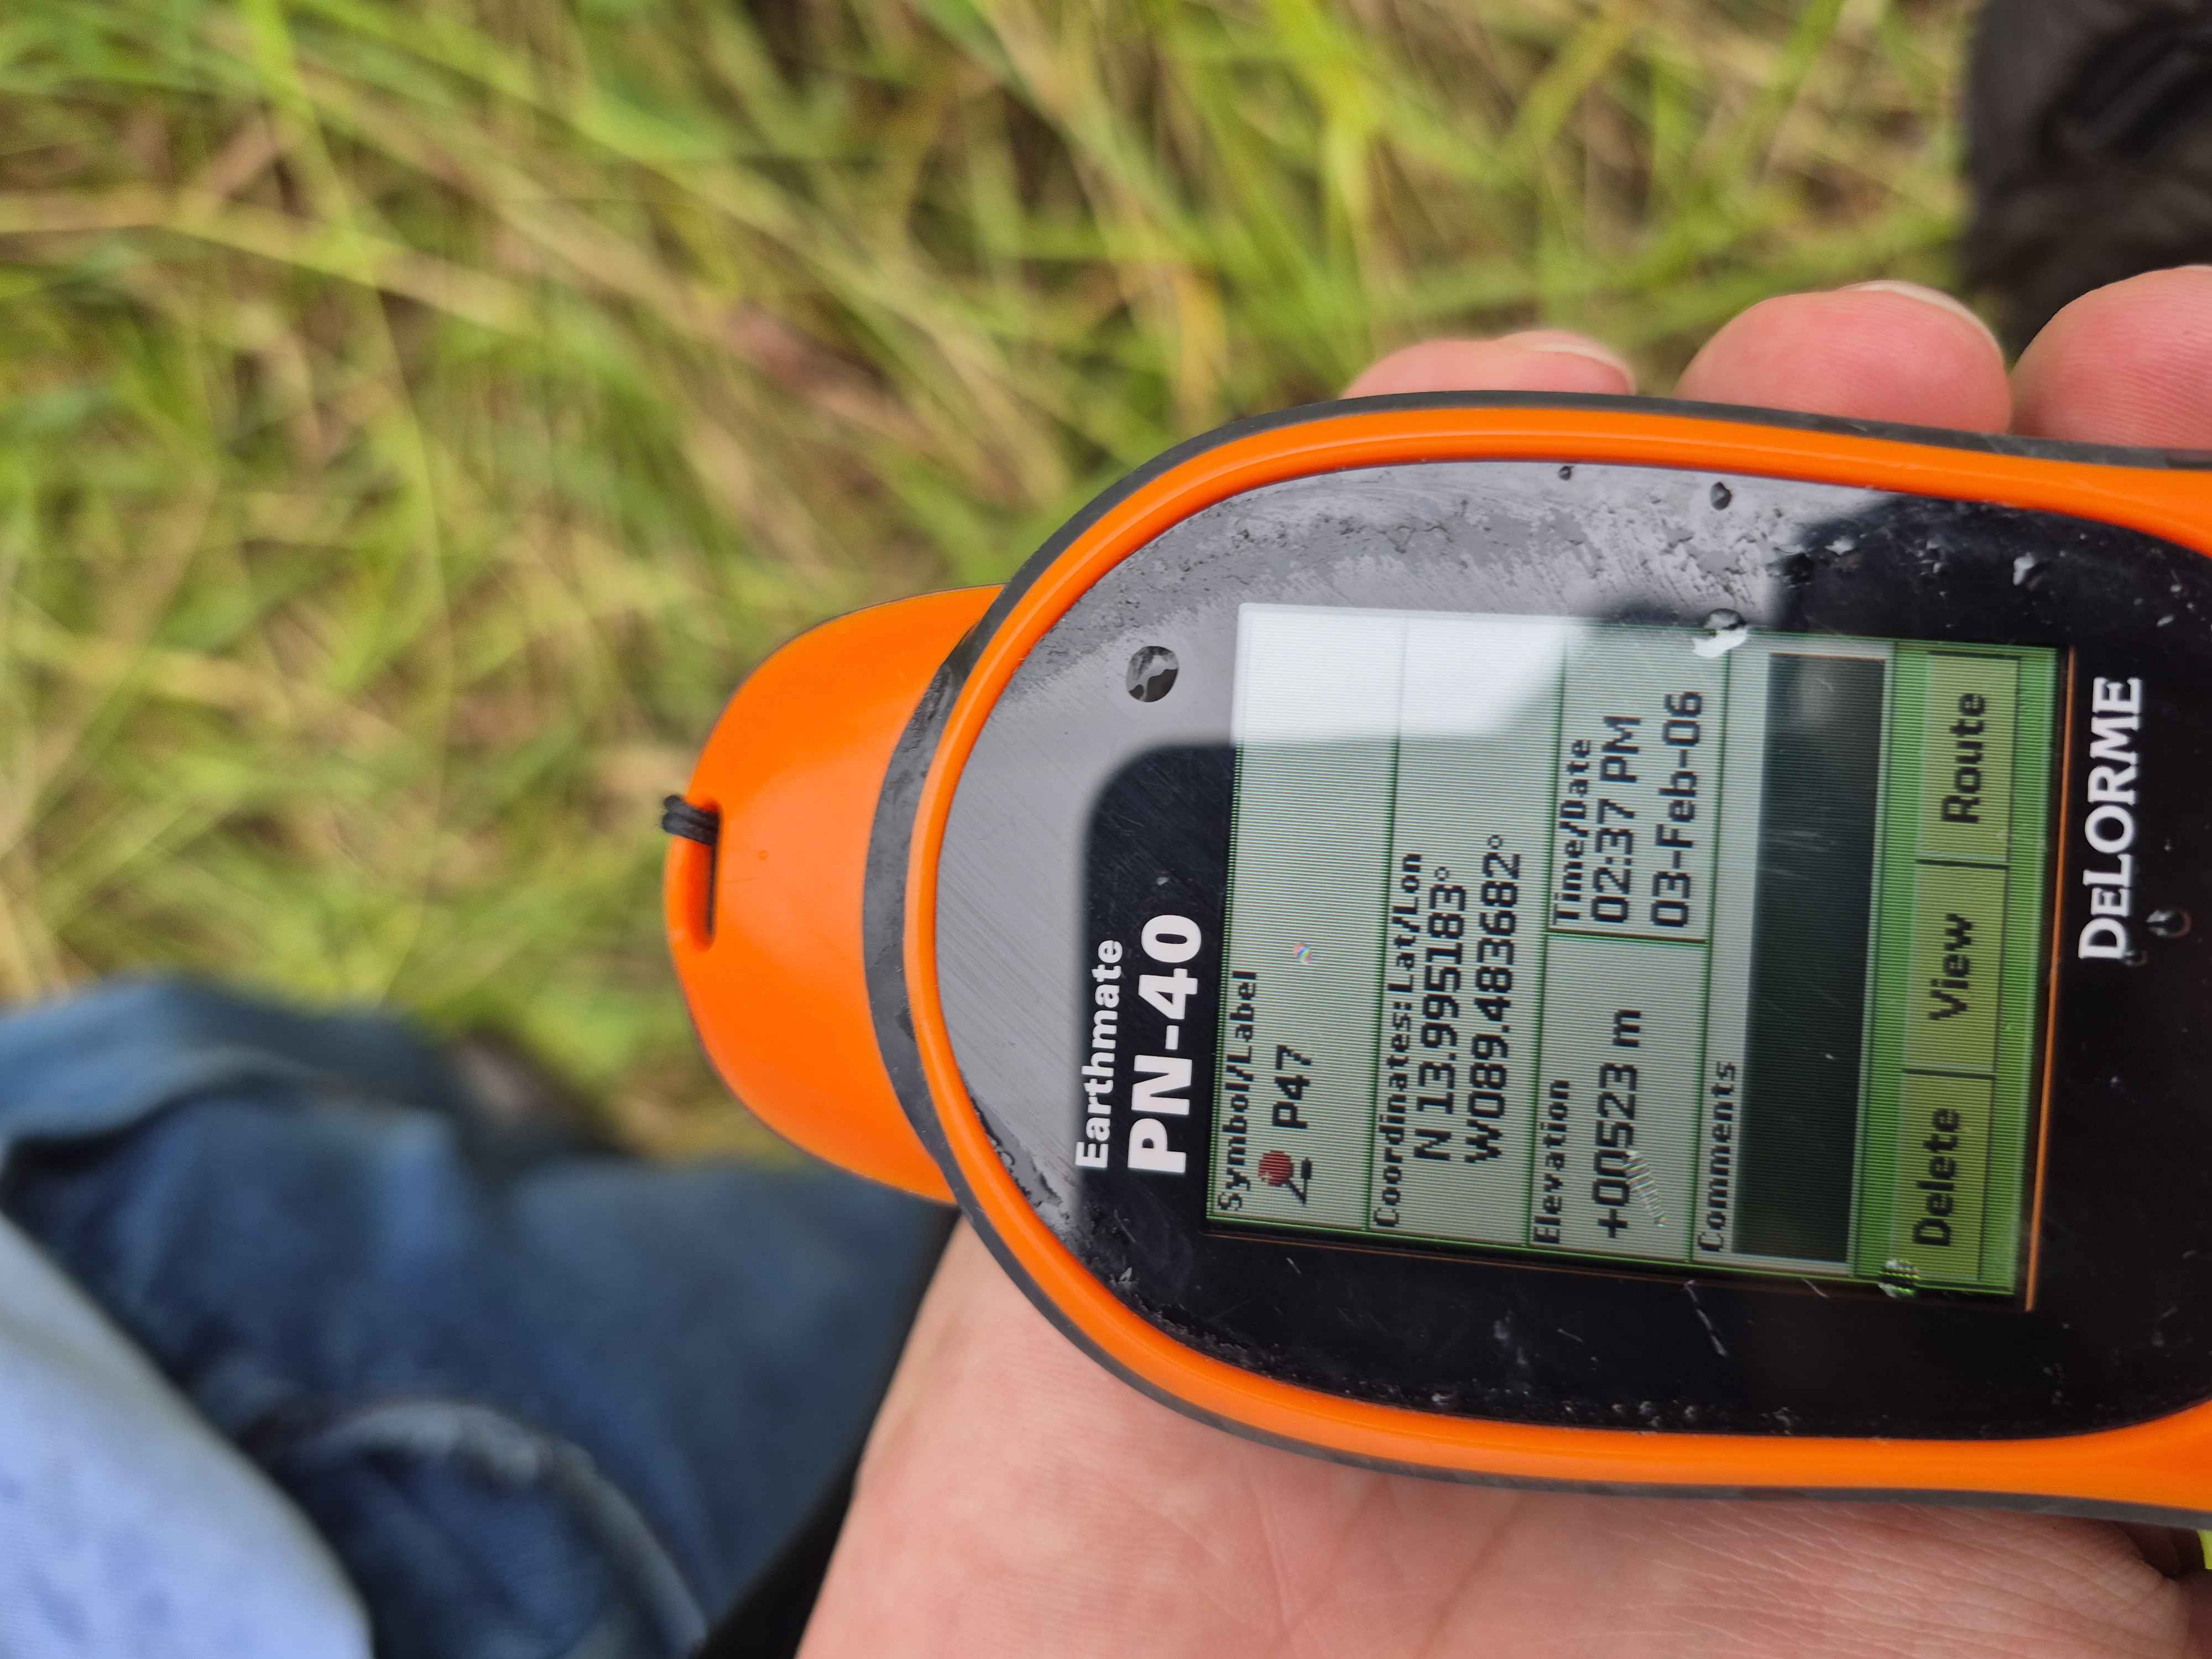 Earthmate
PN-40
Symbol/Label
P47
Coordinates: Lat/Lon
N 13.995183°
W089.483682°
Elevation
+00523 m
Time/Date
02:37 PM
03-Feb-06
Comments
Delete View Route
DELORME